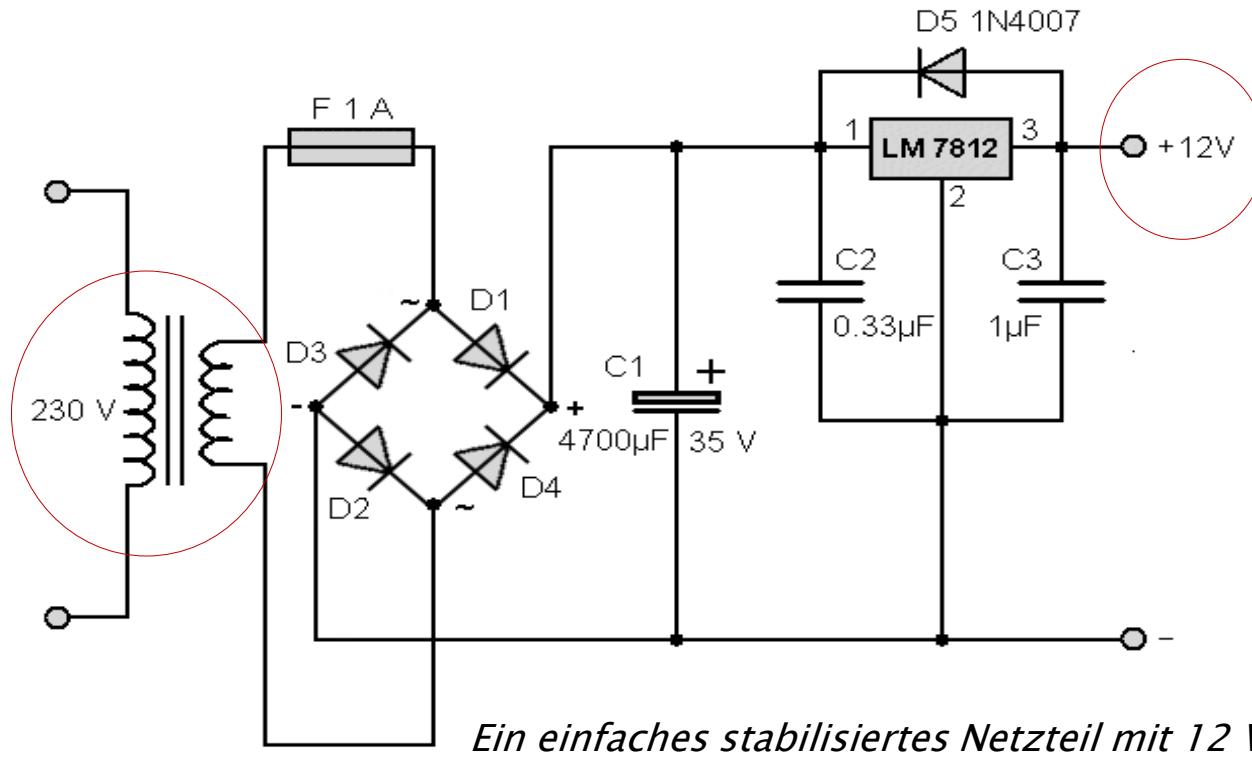 D5 1N4007
F 1 A
1
LM 7812
3
+12V
2
C2
C3
~
D1
0.33µF
1µF
D3
C1
+
230 V
-
+
4700µF
35 V
D4
D2
~
-
Ein einfaches stabilisiertes Netzteil mit 12 V